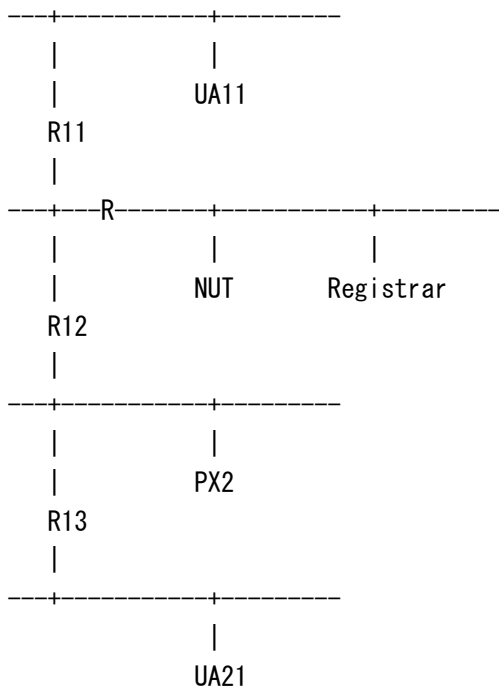 ---+-----------+---------
|           |
|          UA11
R11
|
---+---R-------+-----------+---------
|           |           |
|          NUT      Registrar
R12
|
---+-----------+---------
|           |
|          PX2
R13
|
---+-----------+---------
|
UA21